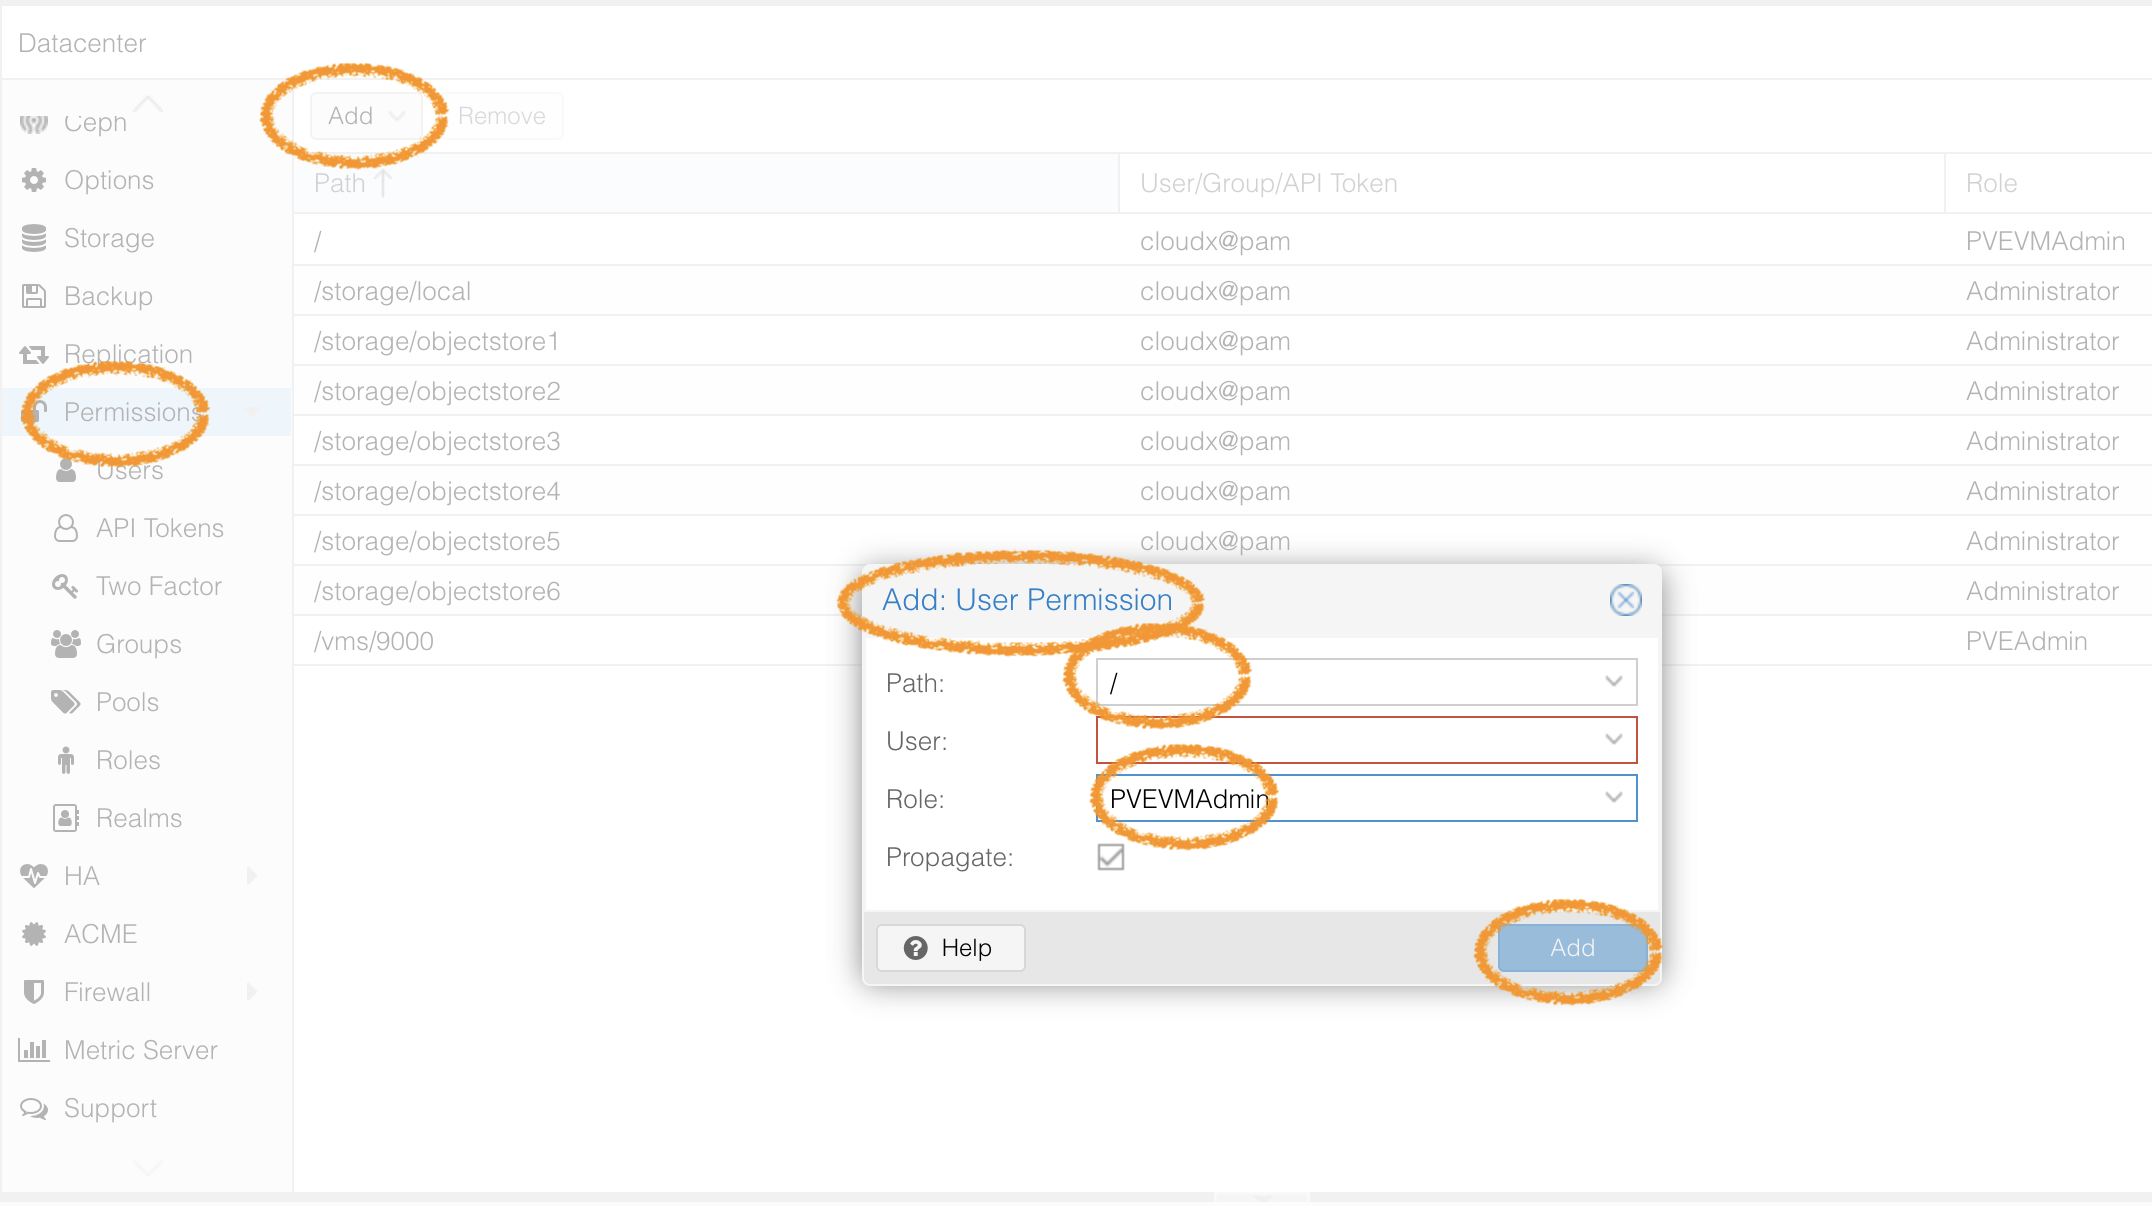 Datacenter
Ceph
Options
Storage
Backup
Replication
Permissions
Users
API Tokens
Two Factor
Groups
Pools
Roles
Realms
HA
ACME
Firewall
Metric Server
Support
Add Remove
Path User/Group/API Token Role
/ cloudx@pam PVEVMAdmin
/storage/local cloudx@pam Administrator
/storage/objectstore1 cloudx@pam Administrator
/storage/objectstore2 cloudx@pam Administrator
/storage/objectstore3 cloudx@pam Administrator
/storage/objectstore4 cloudx@pam Administrator
/storage/objectstore5 cloudx@pam Administrator
/storage/objectstore6 Administrator
/vms/9000 PVEAdmin
Add: User Permission
Path: /
User:
Role: PVEVMAdmin
Propagate:
Help Add